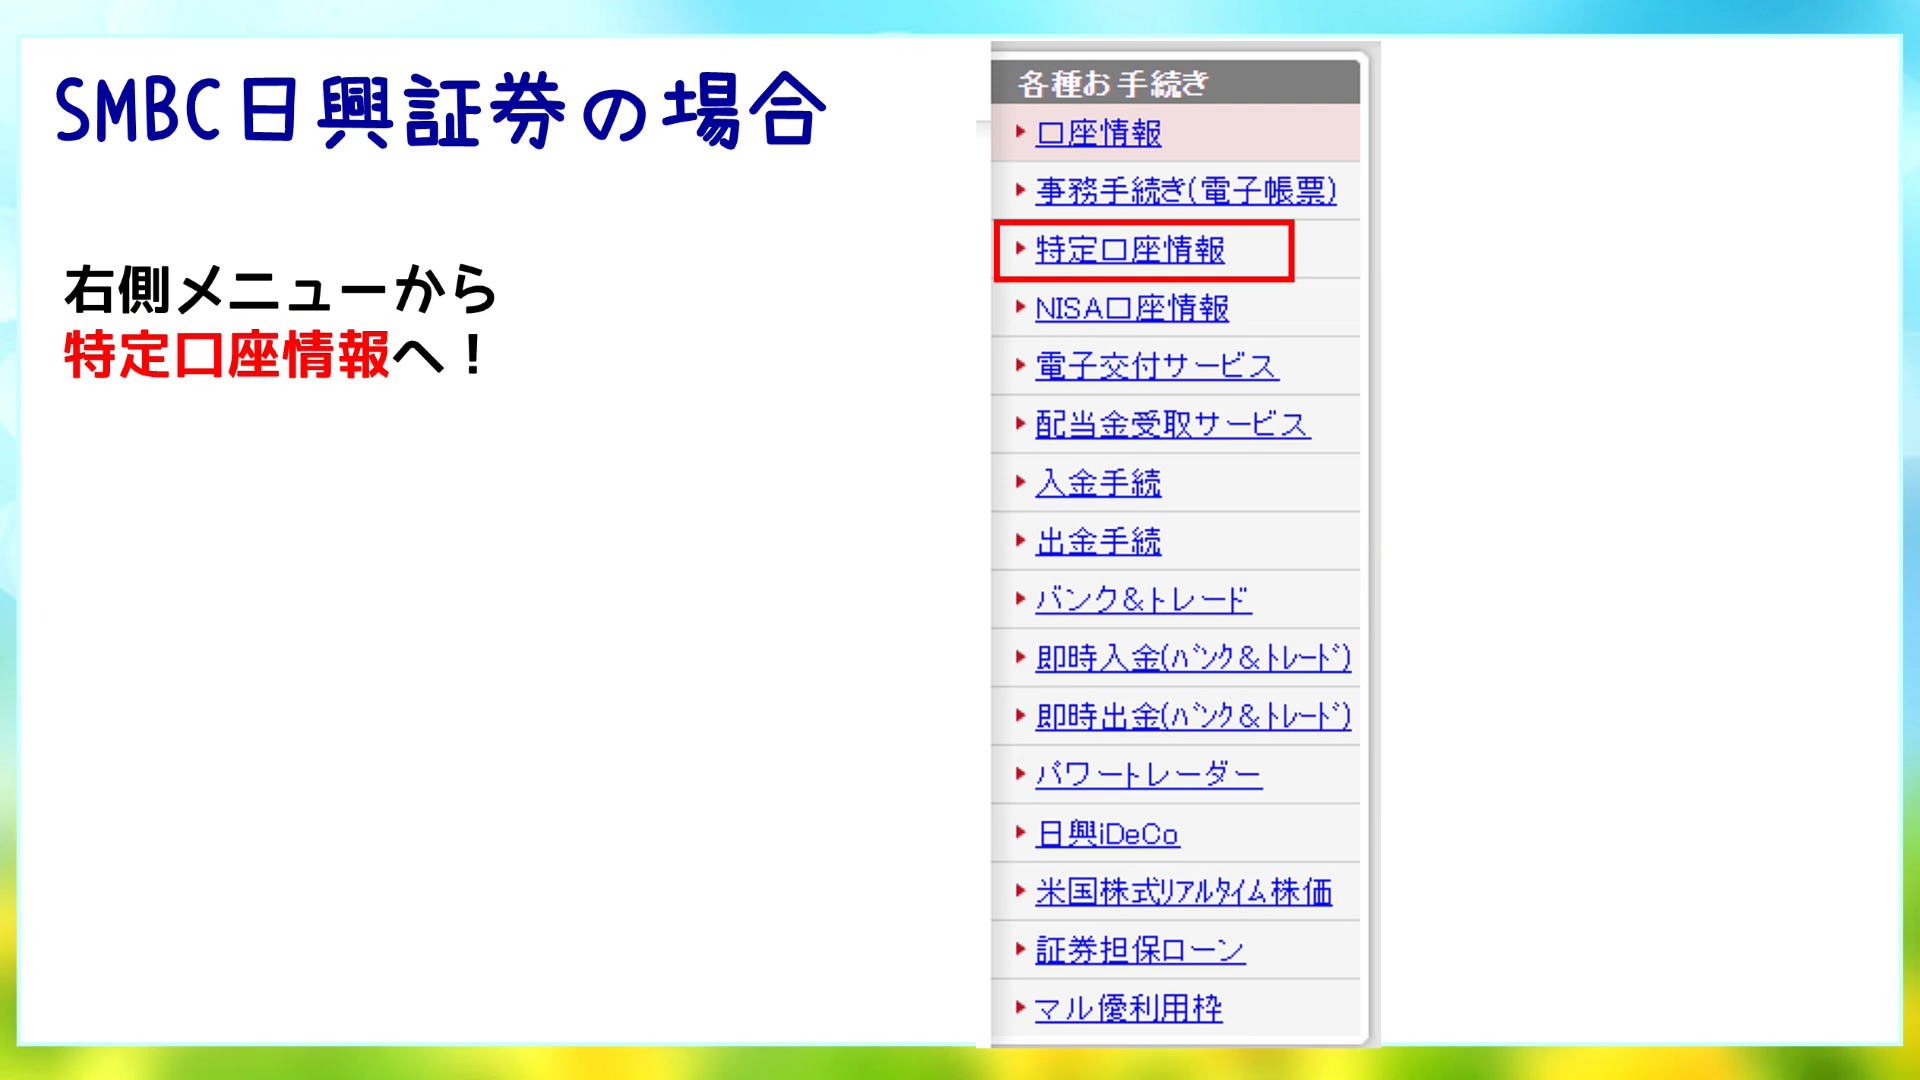 SMBC日興証券の場合
右側メニューから
特定口座情報へ！
各種お手続き
口座情報
事務手続き(電子帳票)
特定口座情報
NISA口座情報
電子交付サービス
配当金受取サービス
入金手続
出金手続
バンク&トレード
即時入金(ﾊﾞﾝｸ&ﾄﾚｰﾄﾞ)
即時出金(ﾊﾞﾝｸ&ﾄﾚｰﾄﾞ)
パワートレーダー
日興iDeCo
米国株式ﾘｱﾙﾀｲﾑ株価
証券担保ローン
マル優利用枠